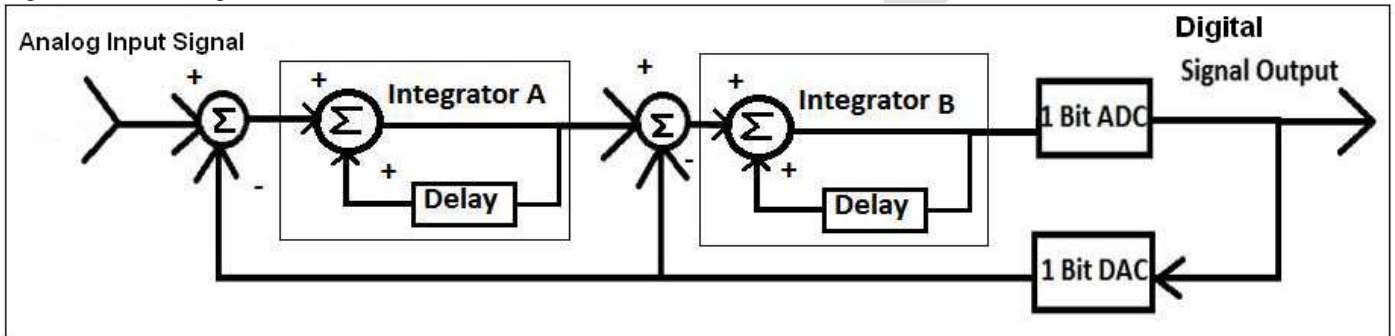 Analog Input Signal
Digital
Signal Output
+
Σ
-
+
Σ
Integrator A
+
Delay
+
Σ
-
+
Σ
Integrator B
+
Delay
1 Bit ADC
1 Bit DAC